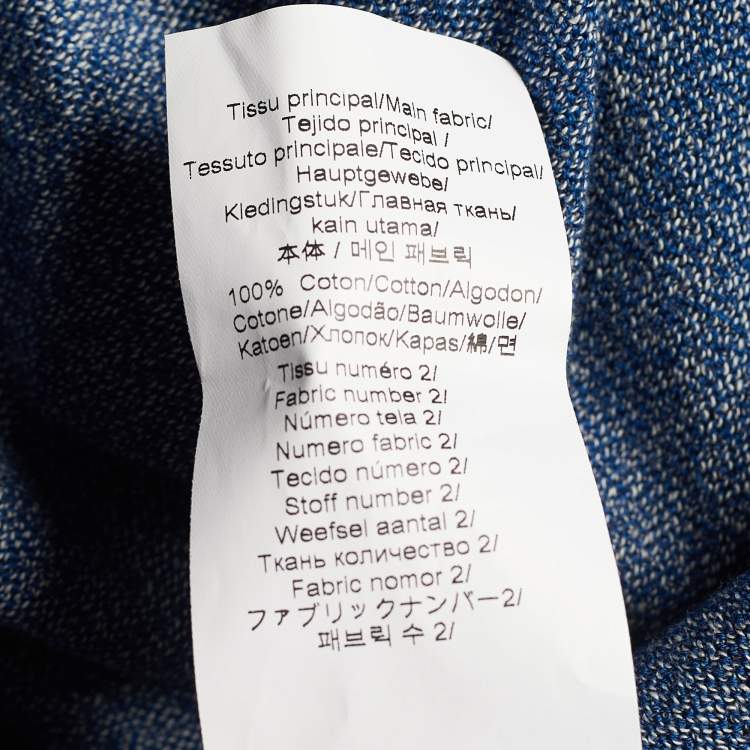 Tissu principal/Main fabric/
Tejido principal /
Tessuto principale/Tecido principal/
Hauptgewebe/
Kledingstuk/Главная ткань/
kain utama/
本体 / 메인 패브릭
100% Coton/Cotton/Algodon/
Cotone/Algodão/Baumwolle/
Katoen/Хлопок/Kapas/綿/면
Tissu numéro 2/
Fabric number 2/
Número tela 2/
Numero fabric 2/
Tecido número 2/
Stoff number 2/
Weefsel aantal 2/
Ткань количество 2/
Fabric nomor 2/
ファブリックナンバー2/
패브릭 수 2/